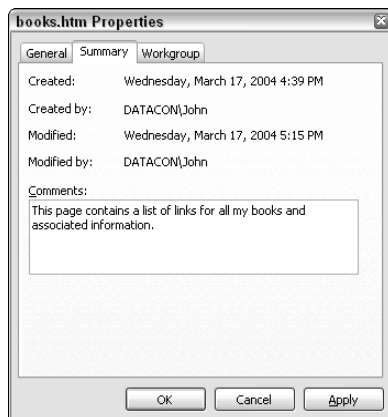 books.htm Properties
General Summary Workgroup
Created: Wednesday, March 17, 2004 4:39 PM
Created by: DATACON\John
Modified: Wednesday, March 17, 2004 5:15 PM
Modified by: DATACON\John
Comments:
This page contains a list of links for all my books and
associated information.
OK Cancel Apply